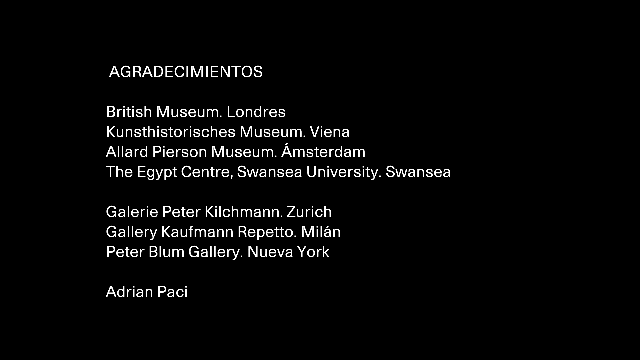 AGRADECIMIENTOS
British Museum. Londres
Kunsthistorisches Museum. Viena
Allard Pierson Museum. Ámsterdam
The Egypt Centre, Swansea University. Swansea
Galerie Peter Kilchmann. Zurich
Gallery Kaufmann Repetto. Milán
Peter Blum Gallery. Nueva York
Adrian Paci